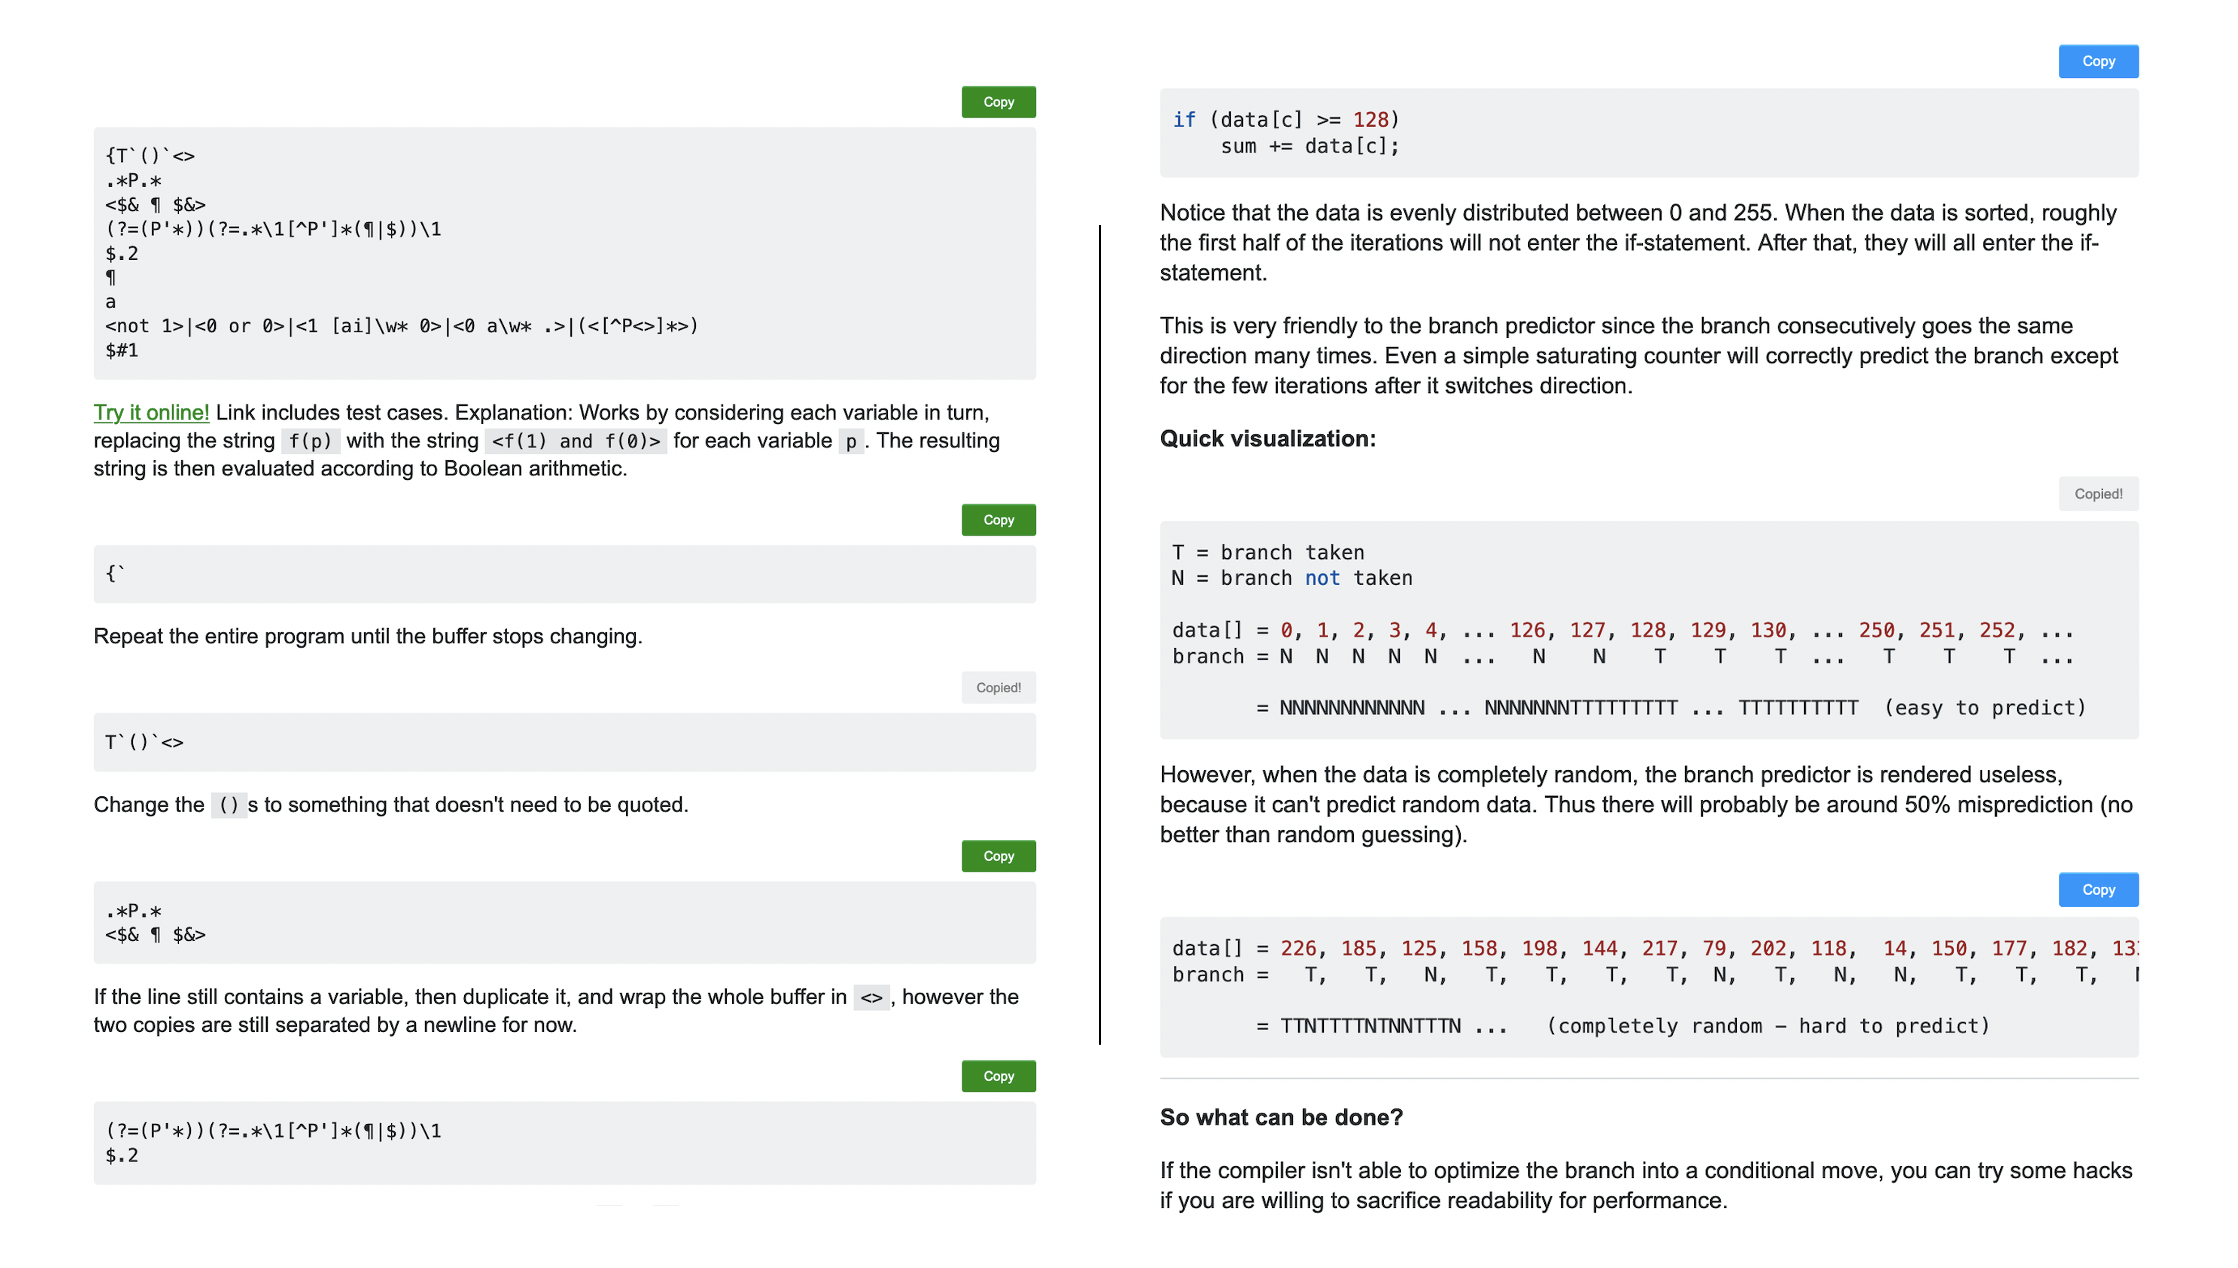 Copy
{T`()`<>
.*P.*
<$& ¶ $&>
(?=(P'*))(?=.*\1[^P']*(¶|$))\1
$.2
¶
a
<not 1>|<0 or 0>|<1 [ai]\w* 0>|<0 a\w* .>|(<[^P<>]*>)
$#1
Try it online! Link includes test cases. Explanation: Works by considering each variable in turn,
replacing the string f(p) with the string <f(1) and f(0)> for each variable p . The resulting
string is then evaluated according to Boolean arithmetic.
Copy
{`
Repeat the entire program until the buffer stops changing.
Copied!
T`()`<>
Change the () s to something that doesn't need to be quoted.
Copy
.*P.*
<$& ¶ $&>
If the line still contains a variable, then duplicate it, and wrap the whole buffer in <> , however the
two copies are still separated by a newline for now.
Copy
(?=(P'*))(?=.*\1[^P']*(¶|$))\1
$.2
Copy
if (data[c] >= 128)
    sum += data[c];
Notice that the data is evenly distributed between 0 and 255. When the data is sorted, roughly
the first half of the iterations will not enter the if-statement. After that, they will all enter the if-
statement.
This is very friendly to the branch predictor since the branch consecutively goes the same
direction many times. Even a simple saturating counter will correctly predict the branch except
for the few iterations after it switches direction.
Quick visualization:
Copied!
T = branch taken
N = branch not taken
data[] = 0, 1, 2, 3, 4, ... 126, 127, 128, 129, 130, ... 250, 251, 252, ...
branch = N  N  N  N  N  ...   N    N    T    T    T  ...   T    T    T  ...
       = NNNNNNNNNNNN ... NNNNNNNTTTTTTTTT ... TTTTTTTTTT  (easy to predict)
However, when the data is completely random, the branch predictor is rendered useless,
because it can't predict random data. Thus there will probably be around 50% misprediction (no
better than random guessing).
Copy
data[] = 226, 185, 125, 158, 198, 144, 217, 79, 202, 118,  14, 150, 177, 182,
branch =   T,   T,   N,   T,   T,   T,   T,  N,   T,   N,   N,   T,   T,   T,
       = TTNTTTTNTNNTTTN ...   (completely random - hard to predict)
So what can be done?
If the compiler isn't able to optimize the branch into a conditional move, you can try some hacks
if you are willing to sacrifice readability for performance.